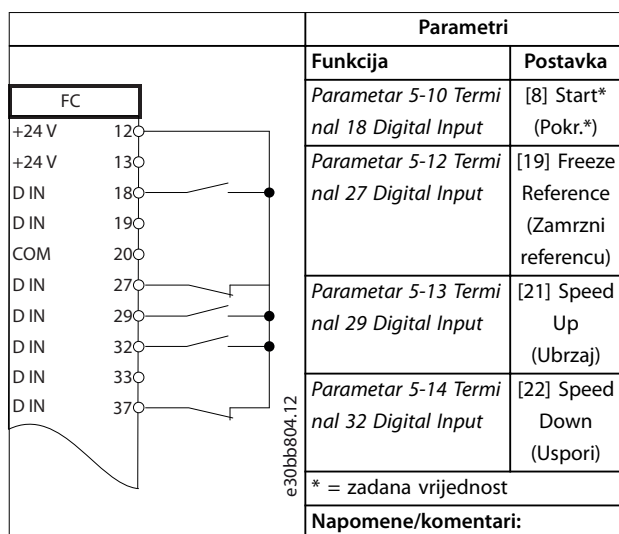 Parametri
Funkcija Postavka
FC
+24 V 12
+24 V 13
D IN 18
D IN 19
COM 20
D IN 27
D IN 29
D IN 32
D IN 33
D IN 37
e30bb804.12
Parametar 5-10 Termi
nal 18 Digital Input
[8] Start*
(Pokr.*)
Parametar 5-12 Termi
nal 27 Digital Input
[19] Freeze
Reference
(Zamrzni
referencu)
Parametar 5-13 Termi
nal 29 Digital Input
[21] Speed
Up
(Ubrzaj)
Parametar 5-14 Termi
nal 32 Digital Input
[22] Speed
Down
(Uspori)
* = zadana vrijednost
Napomene/komentari: